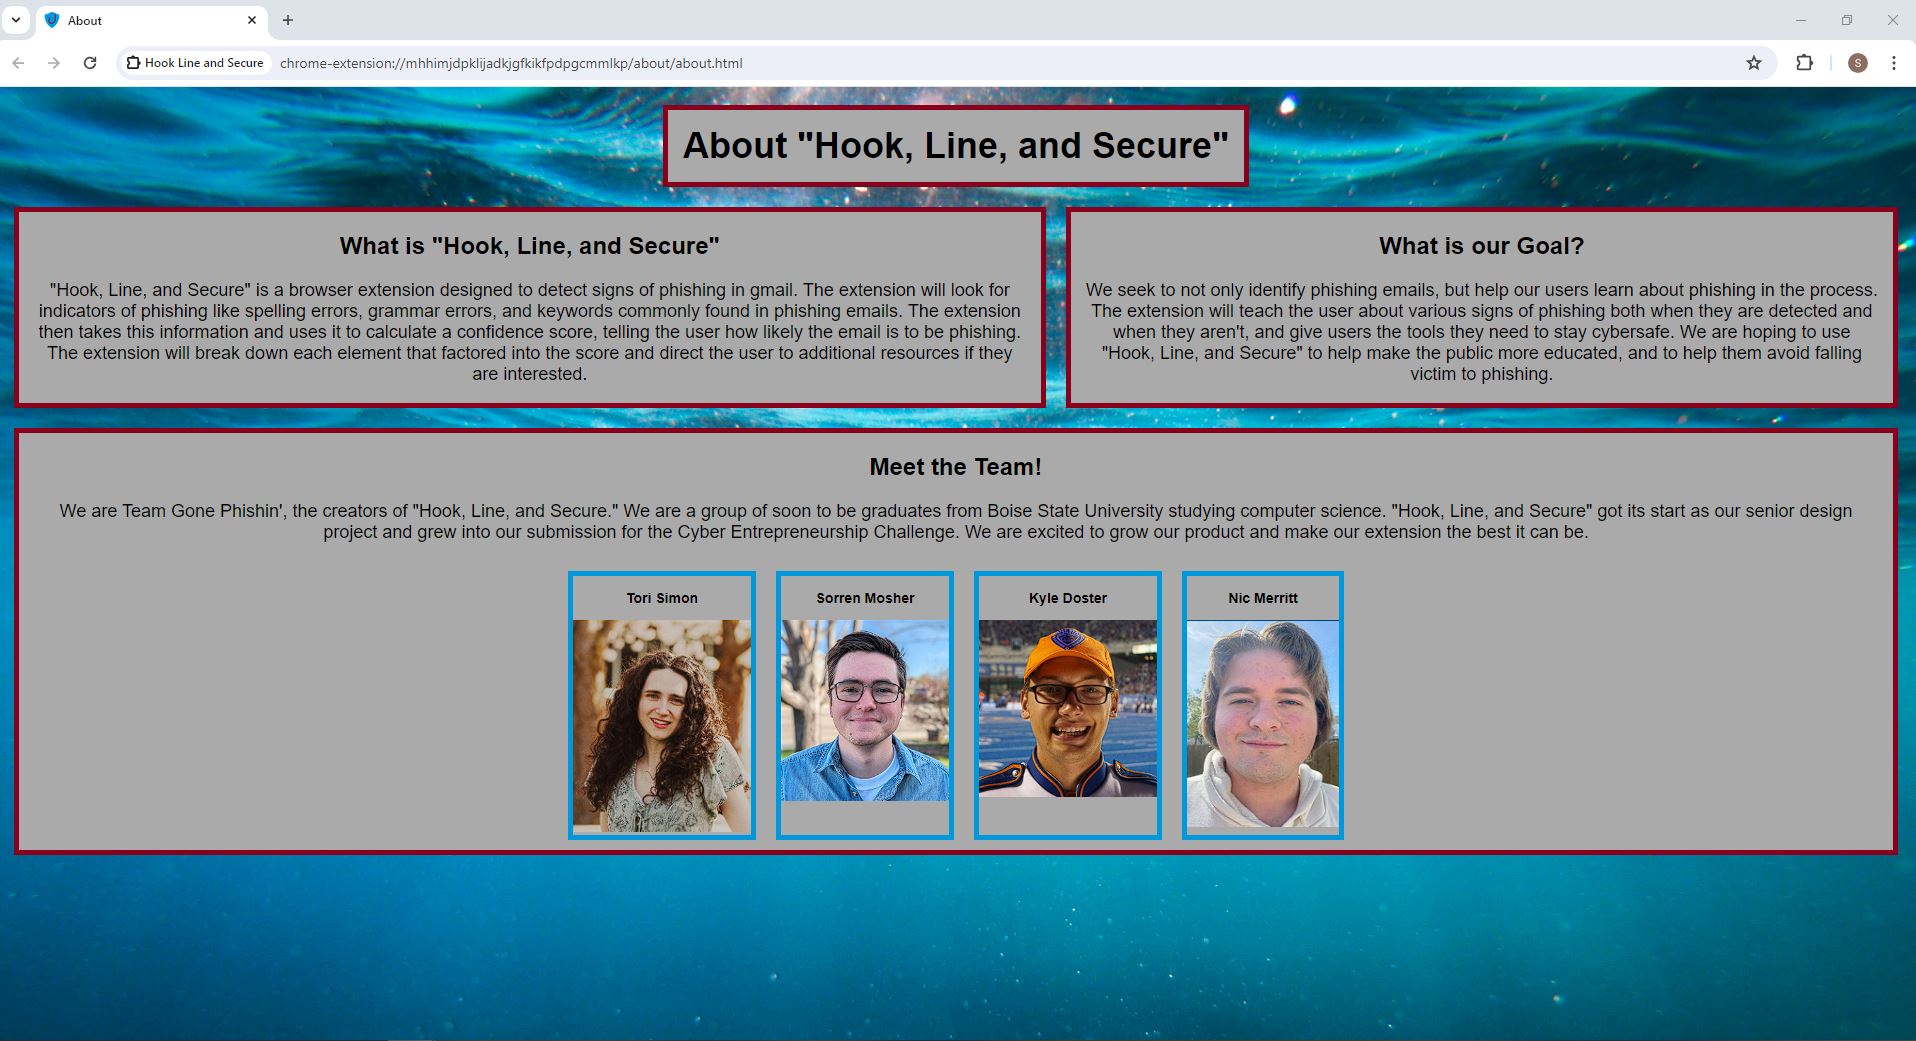 About
Hook Line and Secure
chrome-extension://mhhimjdpklijadkjgfkikfpdpgcmmlkp/about/about.html
S
About "Hook, Line, and Secure"
What is "Hook, Line, and Secure"
"Hook, Line, and Secure" is a browser extension designed to detect signs of phishing in gmail. The extension will look for
indicators of phishing like spelling errors, grammar errors, and keywords commonly found in phishing emails. The extension
then takes this information and uses it to calculate a confidence score, telling the user how likely the email is to be phishing.
The extension will break down each element that factored into the score and direct the user to additional resources if they
are interested.
What is our Goal?
We seek to not only identify phishing emails, but help our users learn about phishing in the process.
The extension will teach the user about various signs of phishing both when they are detected and
when they aren't, and give users the tools they need to stay cybersafe. We are hoping to use
"Hook, Line, and Secure" to help make the public more educated, and to help them avoid falling
victim to phishing.
Meet the Team!
We are Team Gone Phishin', the creators of "Hook, Line, and Secure." We are a group of soon to be graduates from Boise State University studying computer science. "Hook, Line, and Secure" got its start as our senior design
project and grew into our submission for the Cyber Entrepreneurship Challenge. We are excited to grow our product and make our extension the best it can be.
Tori Simon
Sorren Mosher
Kyle Doster
Nic Merritt